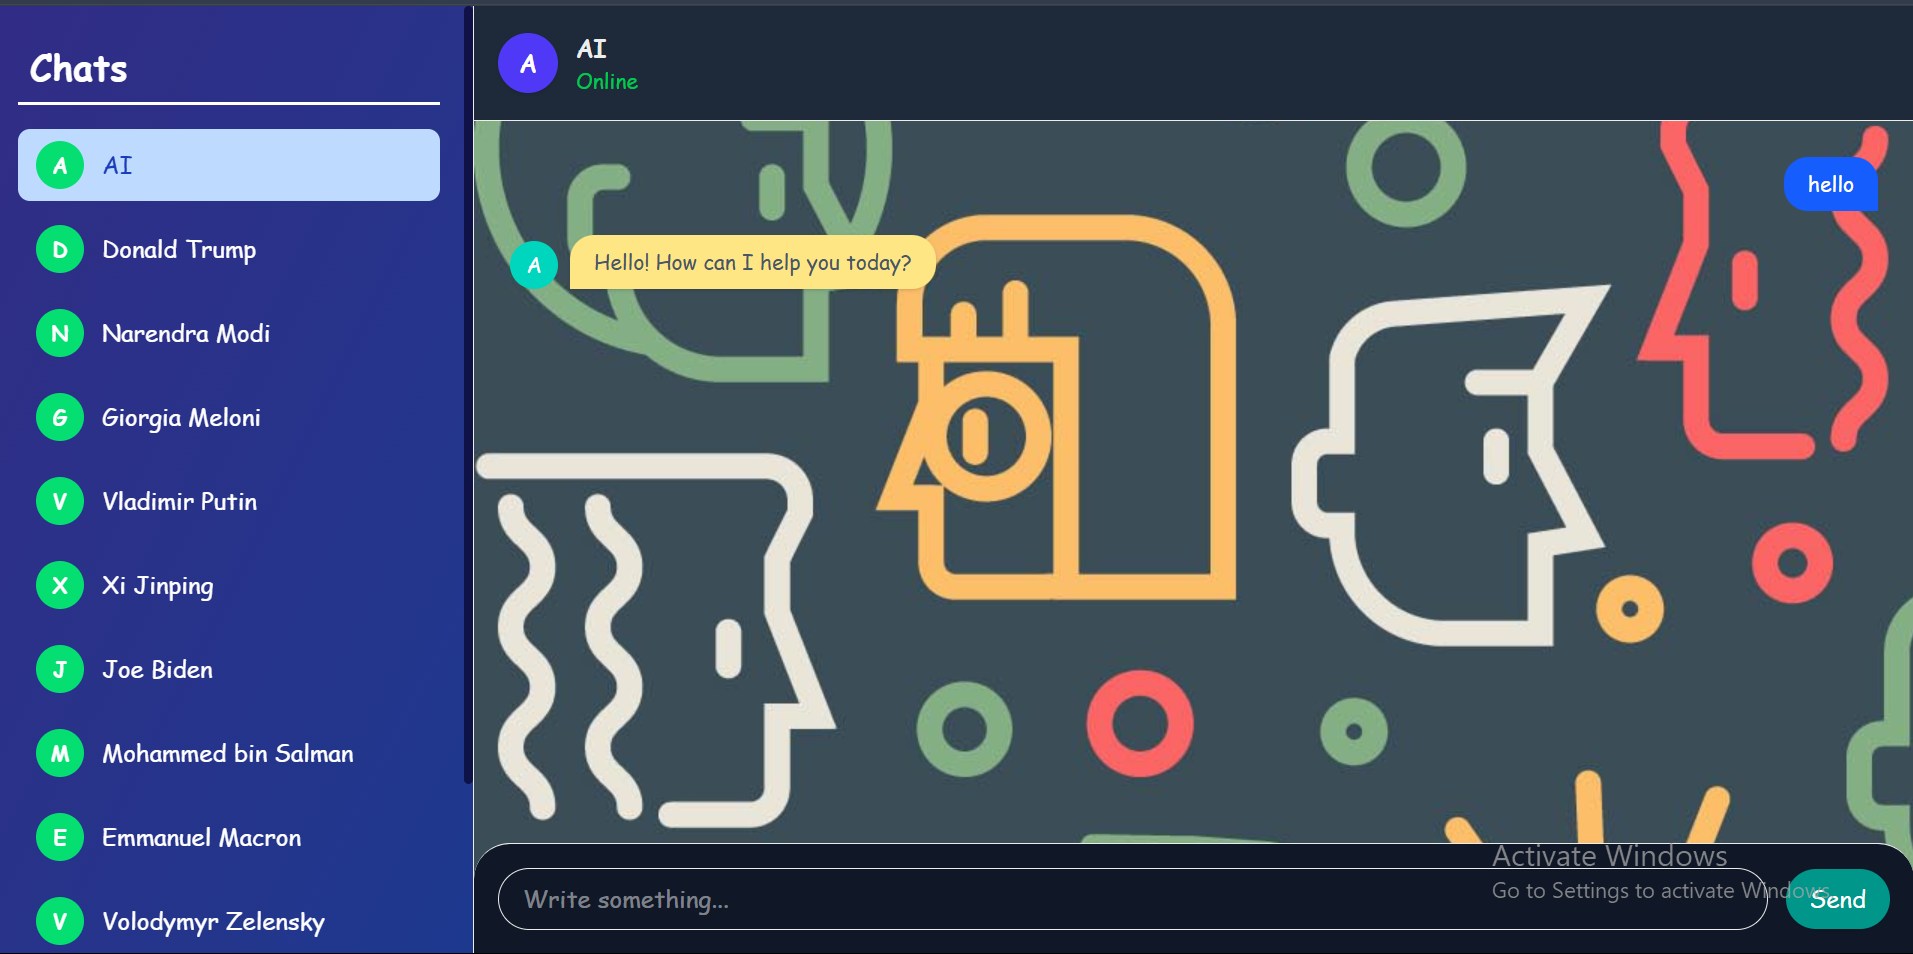 Chats
A AI
D Donald Trump
N Narendra Modi
G Giorgia Meloni
V Vladimir Putin
X Xi Jinping
J Joe Biden
M Mohammed bin Salman
E Emmanuel Macron
V Volodymyr Zelensky
A AI
Online
hello
A Hello! How can I help you today?
Write something...
Send
Activate Windows
Go to Settings to activate Windows.